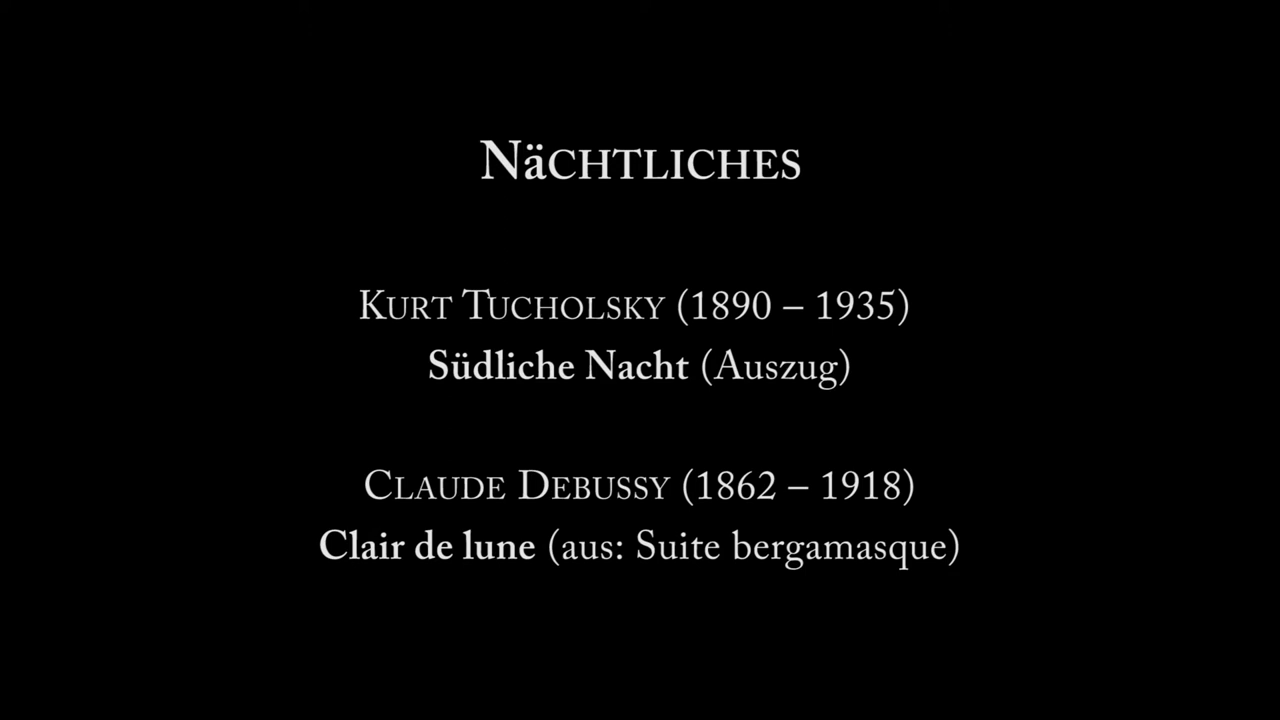 Nächtliches
Kurt Tucholsky (1890 – 1935)
Südliche Nacht (Auszug)
Claude Debussy (1862 – 1918)
Clair de lune (aus: Suite bergamasque)